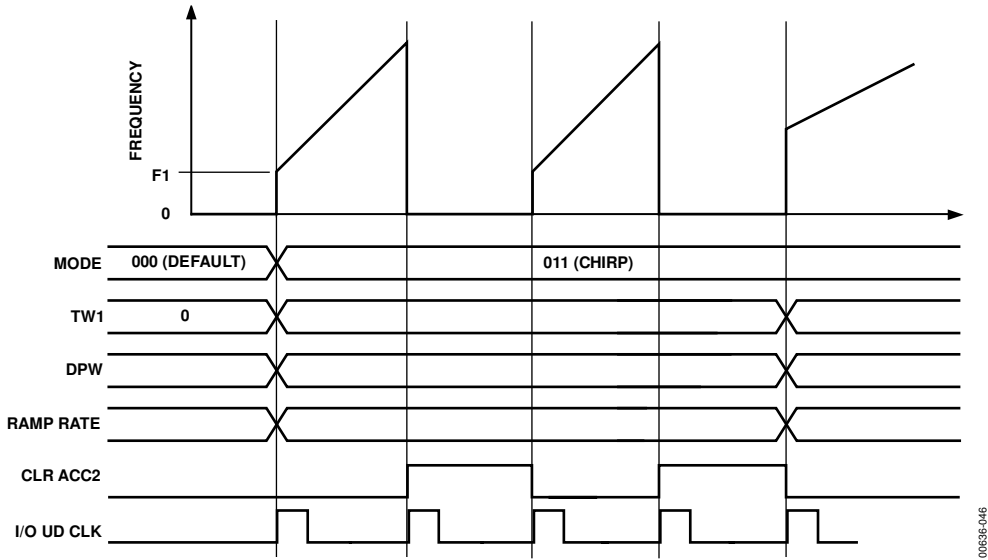 FREQUENCY
F1
0
MODE 000 (DEFAULT) 011 (CHIRP)
TW1 0
DPW
RAMP RATE
CLR ACC2
I/O UD CLK
00636-046